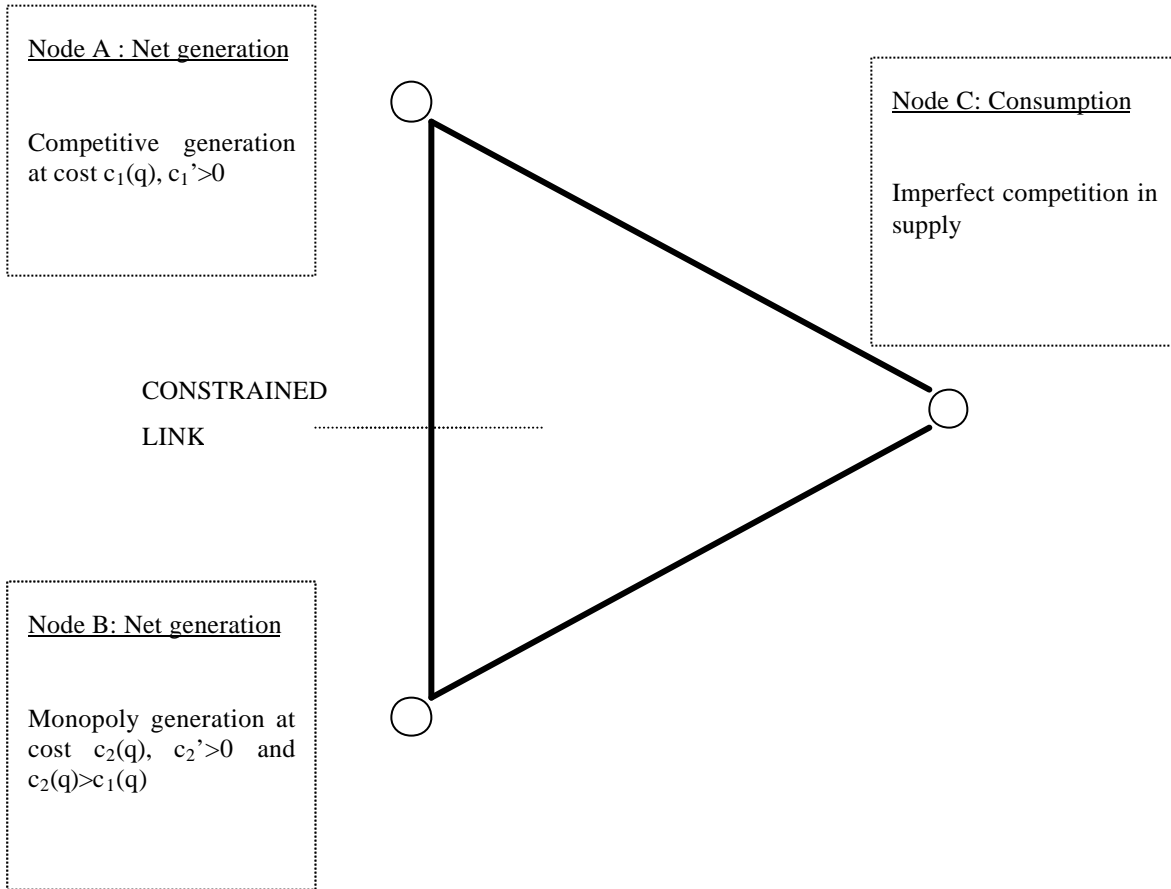 Node A : Net generation
Competitive generation
at cost c₁(q), c₁’>0
Node C: Consumption
Imperfect competition in
supply
CONSTRAINED
LINK
Node B: Net generation
Monopoly generation at
cost c₂(q), c₂’>0 and
c₂(q)>c₁(q)